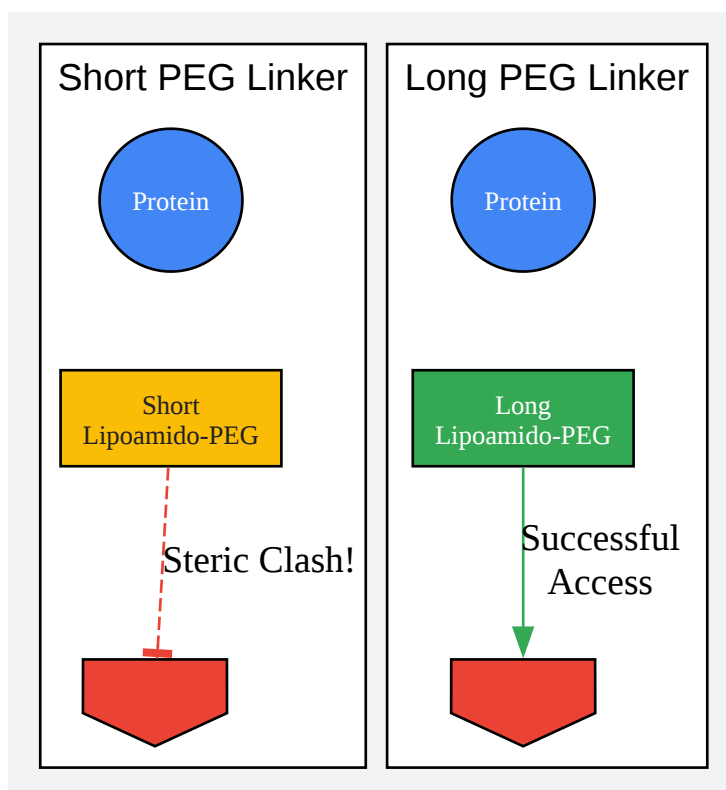 Short PEG Linker
Protein
Short
Lipoamido-PEG
Steric Clash!
Long PEG Linker
Protein
Long
Lipoamido-PEG
Successful
Access